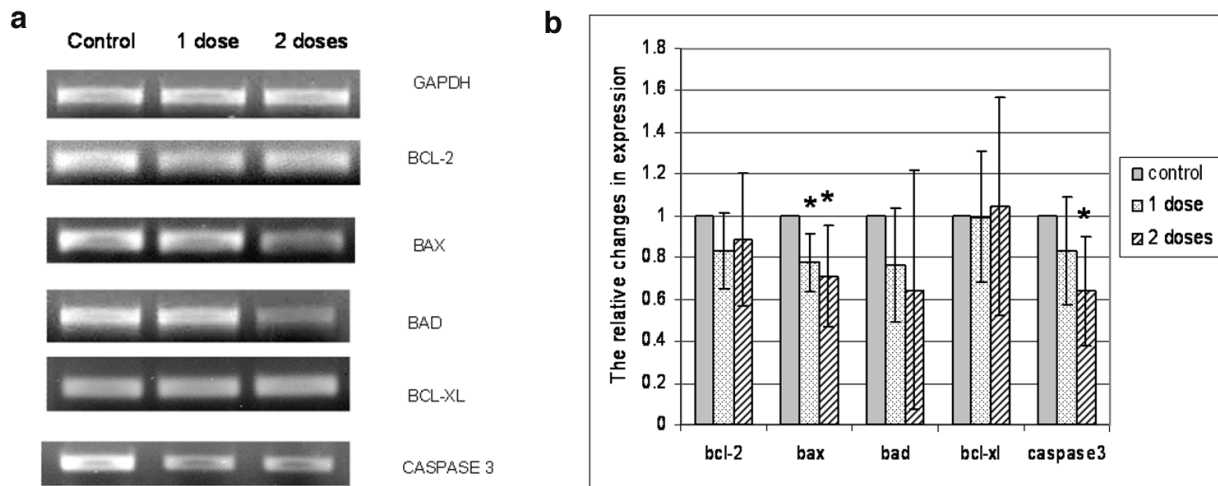 a
Control 1 dose 2 doses
GAPDH
BCL-2
BAX
BAD
BCL-XL
CASPASE 3
b
The relative changes in expression
1.8
1.6
1.4
1.2
1
0.8
0.6
0.4
0.2
0
* * *
bcl-2 bax bad bcl-xl caspase3
control
1 dose
2 doses